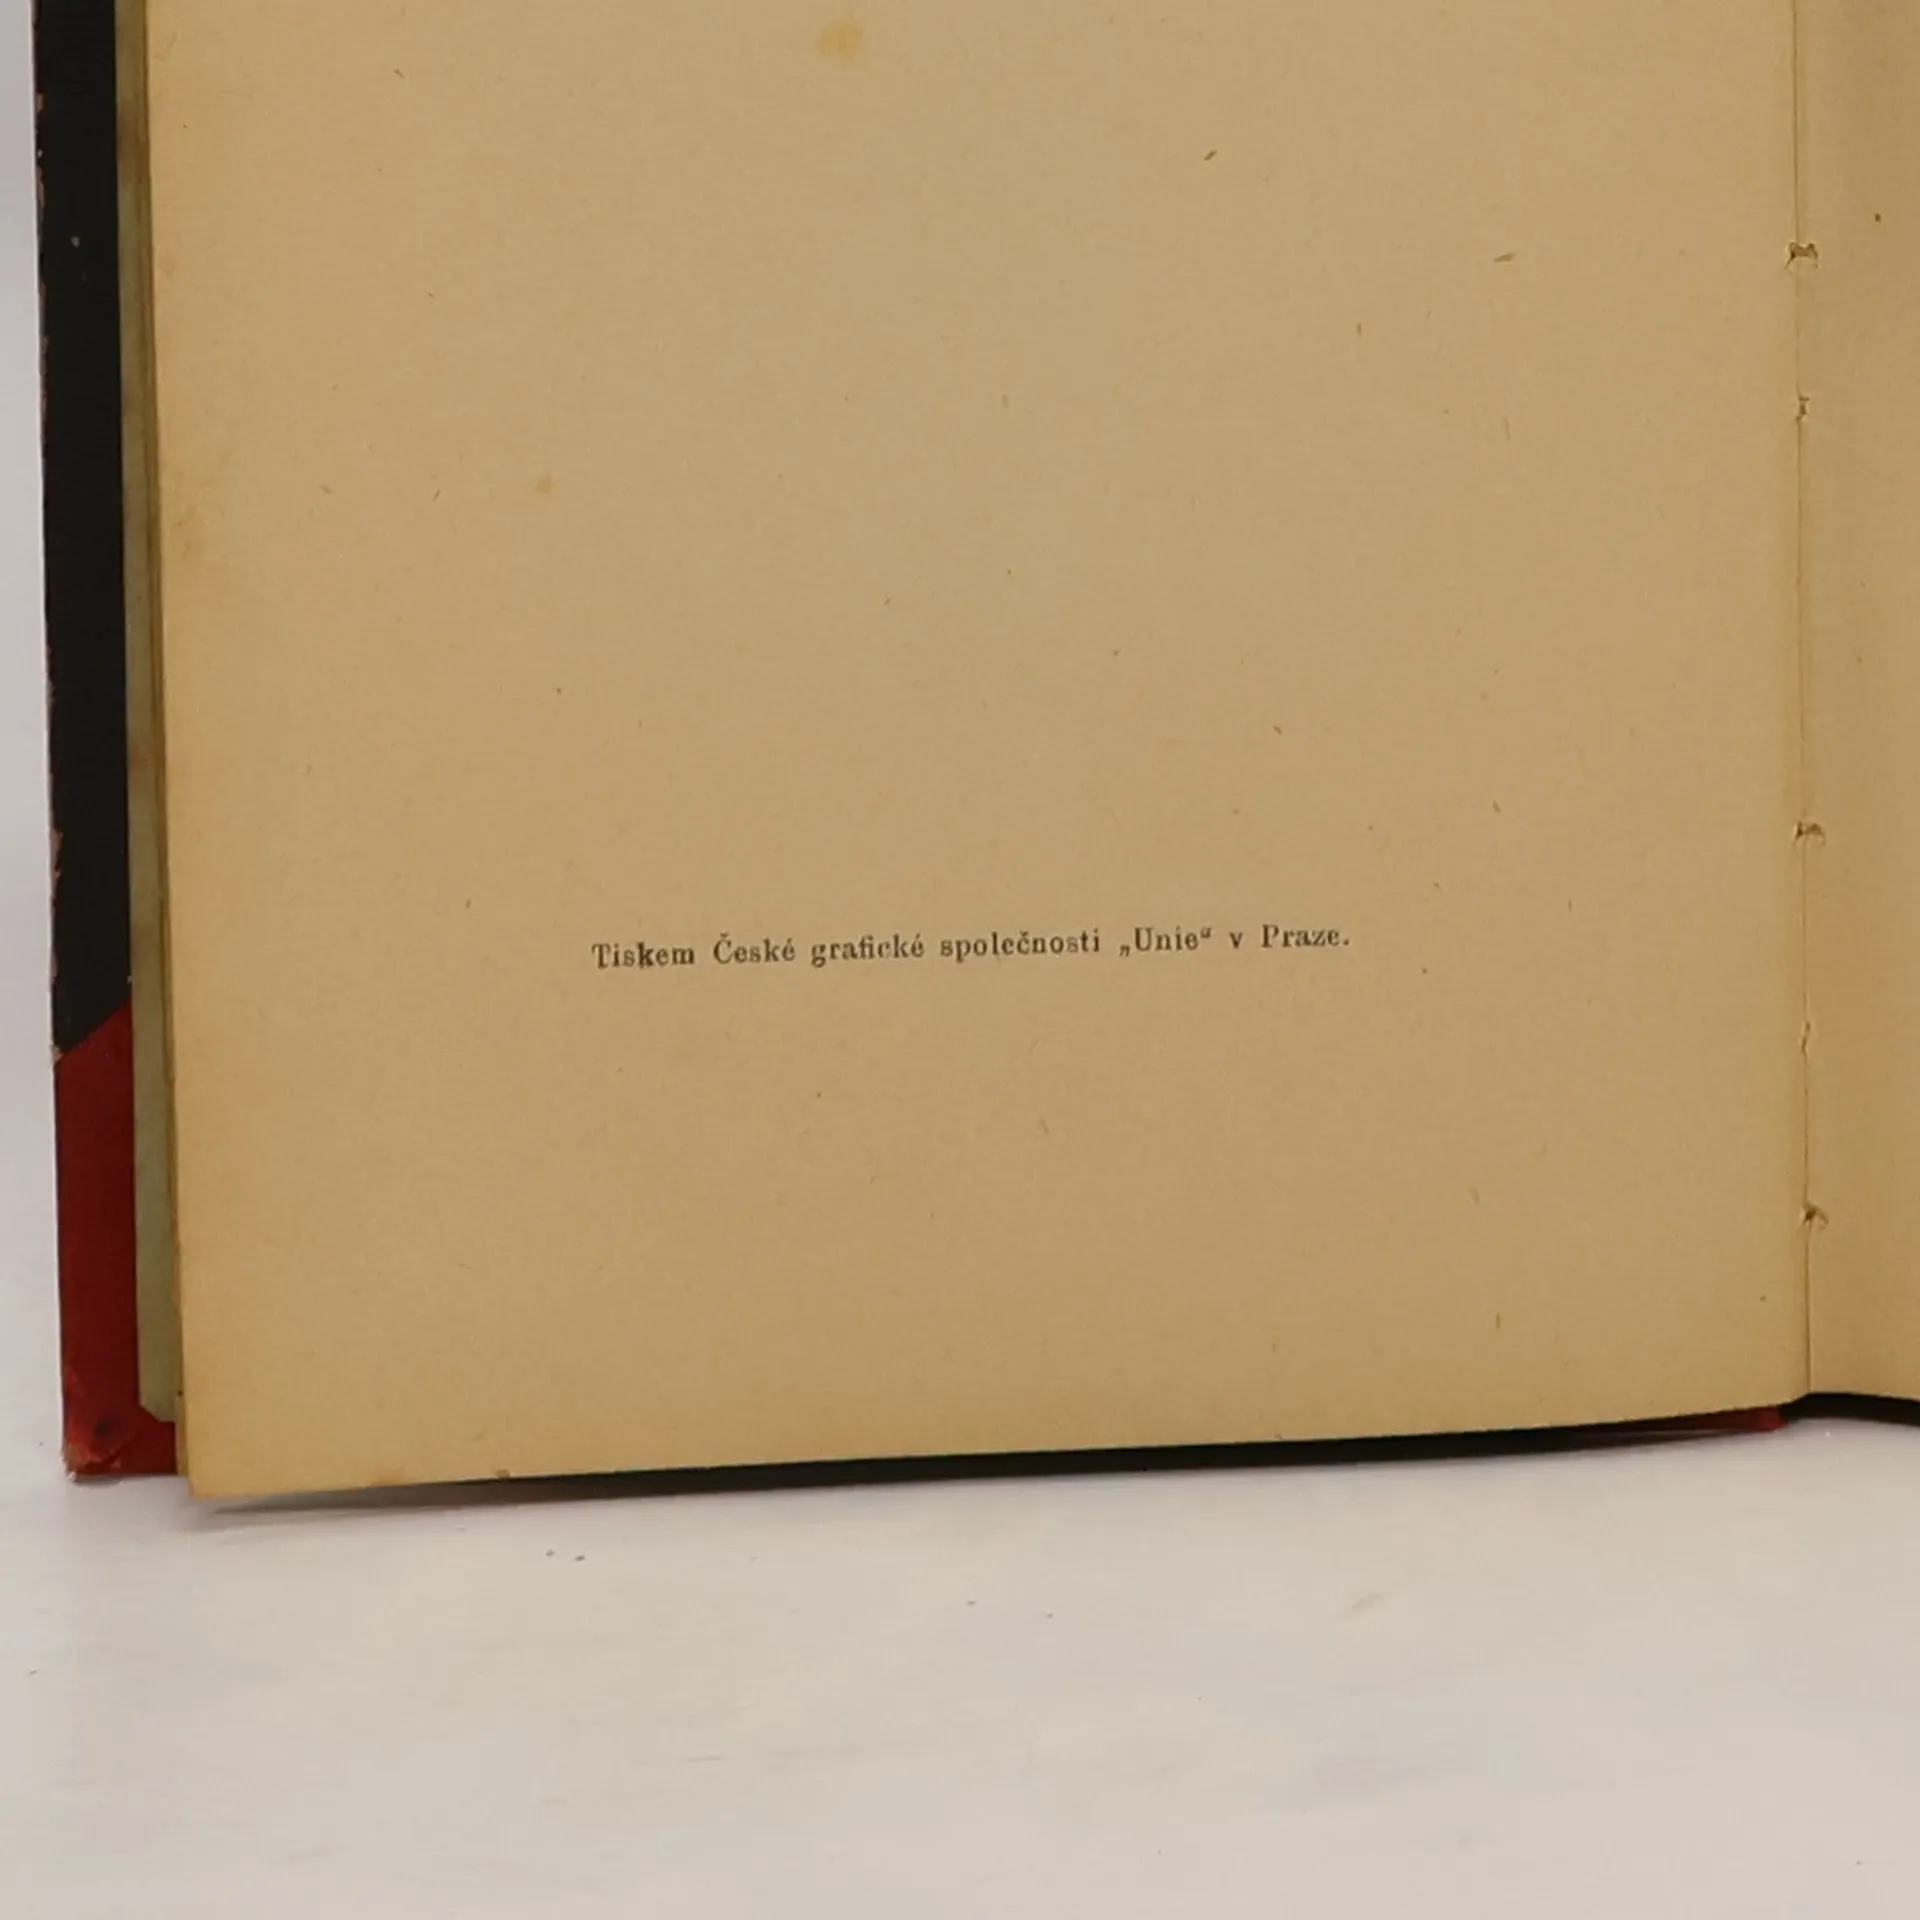 Tiskem České grafické společnosti „Unie“ v Praze.